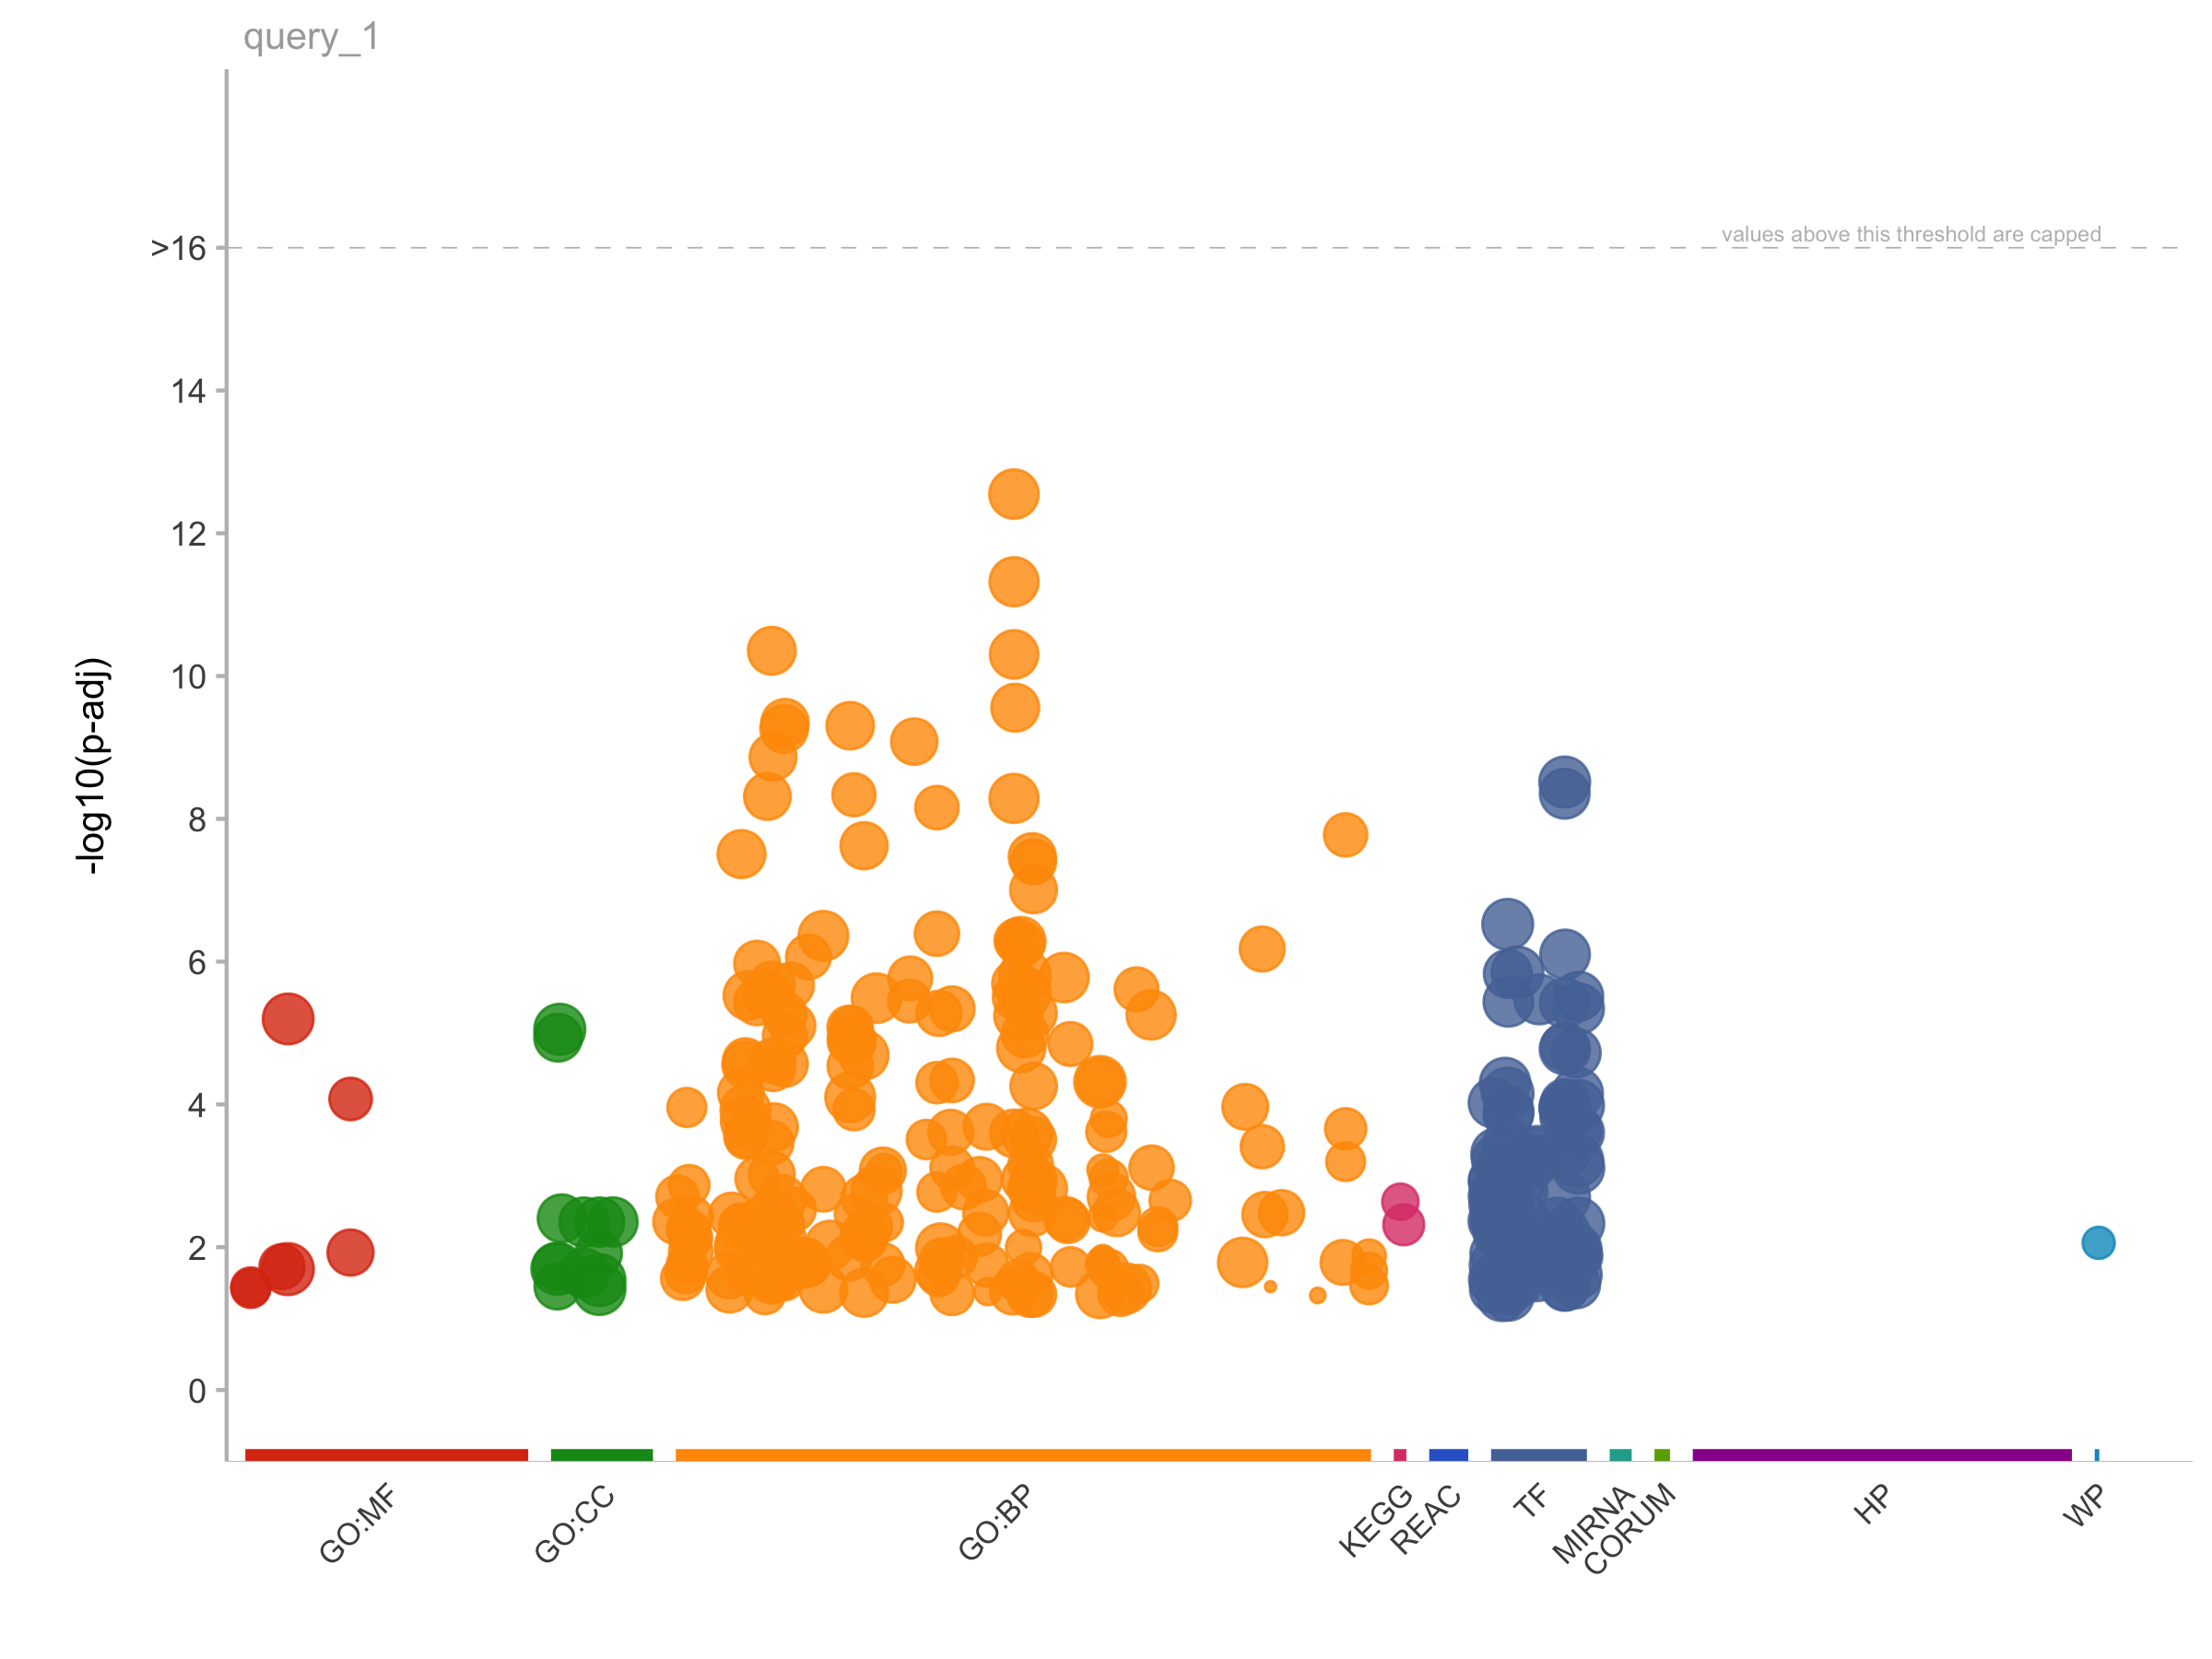 query_1
values above this threshold are capped
>16
14
12
10
8
6
4
2
0
-log10(p-adj)
GO:MF
GO:CC
GO:BP
KEGG
REAC
TF
MIRNA
CORUM
HP
WP